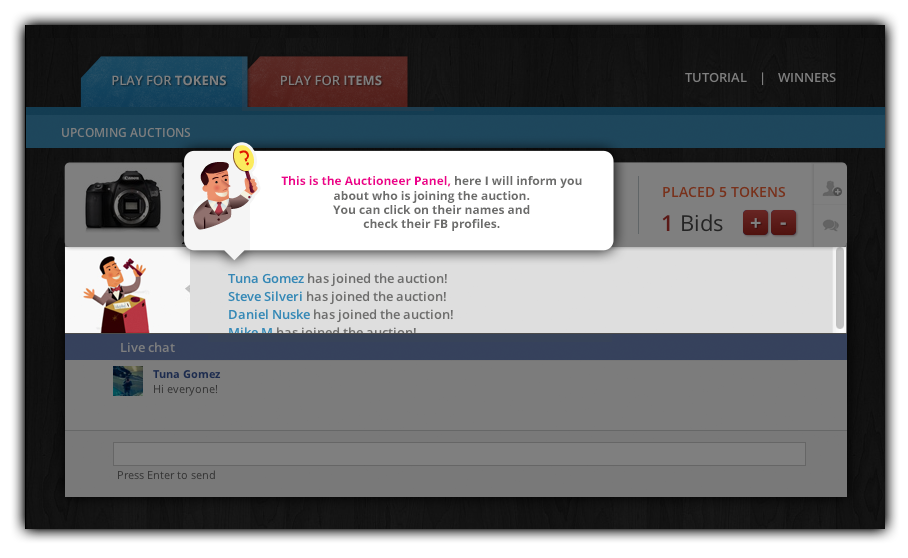 PLAY FOR TOKENS
PLAY FOR ITEMS
TUTORIAL | WINNERS
UPCOMING AUCTIONS
?
This is the Auctioneer Panel, here I will inform you
about who is joining the auction.
You can click on their names and
check their FB profiles.
PLACED 5 TOKENS
1 Bids
+ -
Tuna Gomez has joined the auction!
Steve Silveri has joined the auction!
Daniel Nuske has joined the auction!
Mike M has joined the auction!
Live chat
Tuna Gomez
Hi everyone!
Press Enter to send